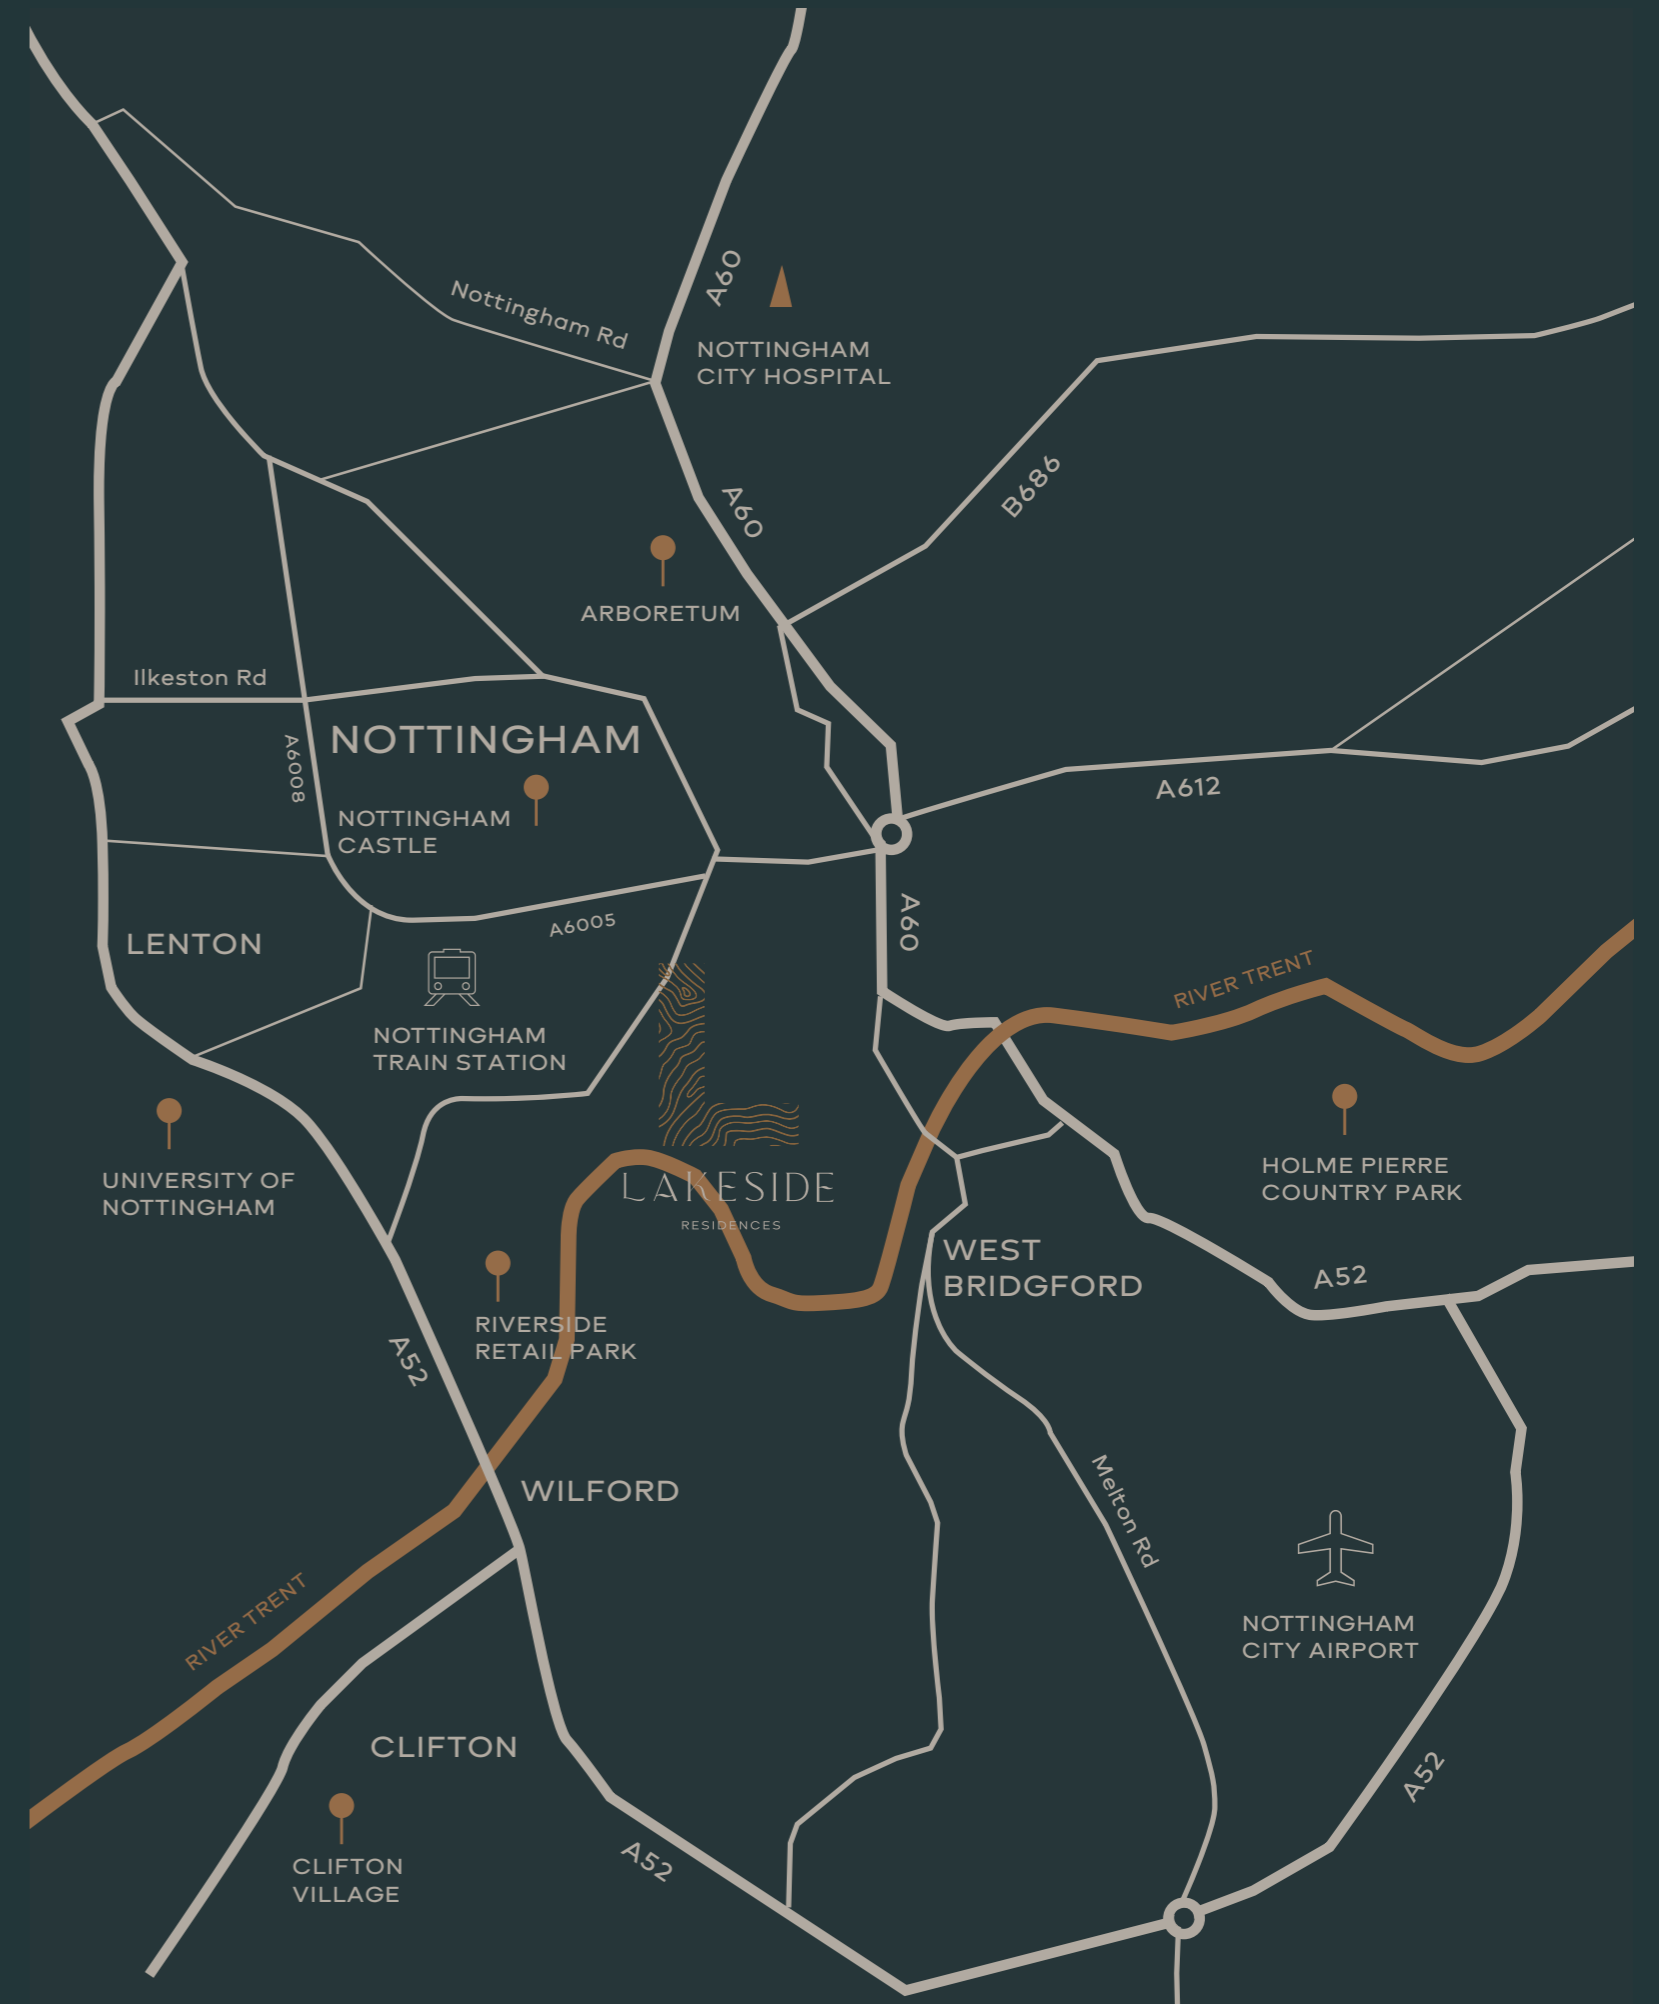 Nottingham Rd
A60
NOTTINGHAM
CITY HOSPITAL
A60
B686
ARBORETUM
Ilkeston Rd
NOTTINGHAM
A6008
NOTTINGHAM
CASTLE
A612
A60
A6005
LENTON
NOTTINGHAM
TRAIN STATION
RIVER TRENT
UNIVERSITY OF
NOTTINGHAM
LAKESIDE
RESIDENCES
HOLME PIERRE
COUNTRY PARK
WEST
BRIDGFORD
A52
RIVERSIDE
RETAIL PARK
A52
WILFORD
Melton Rd
RIVER TRENT
NOTTINGHAM
CITY AIRPORT
CLIFTON
A52
CLIFTON
VILLAGE
A52